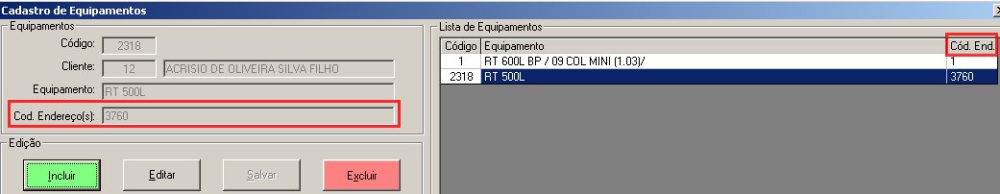 Cadastro de Equipamentos
Equipamentos
Código: 2318
Cliente: 12 ACRISIO DE OLIVEIRA SILVA FILHO
Equipamento: RT 500L
Cod. Endereço(s): 3760
Edição
Incluir Editar Salvar Excluir
Lista de Equipamentos
Código Equipamento Cód. End.
1 RT 600L BP / 09 COL MINI (1.03)/ 1
2318 RT 500L 3760